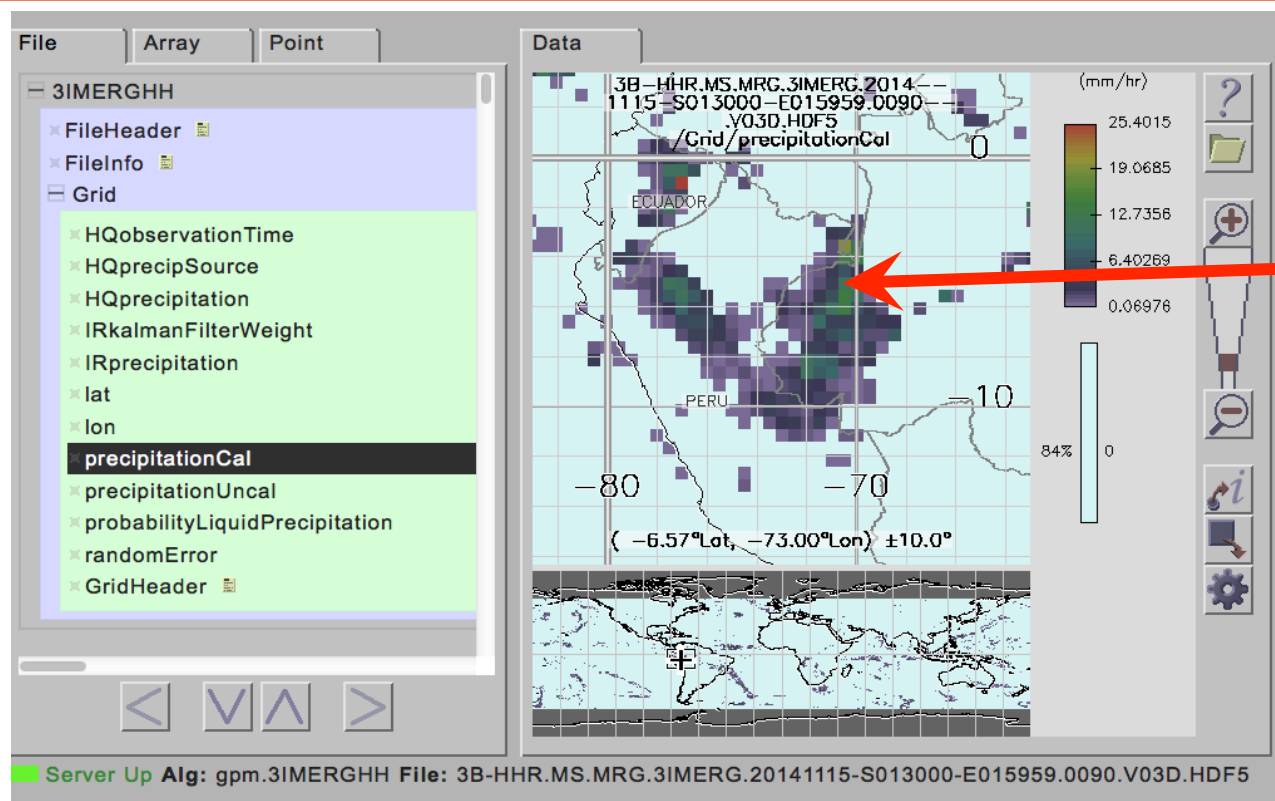 File
Array
Point
Data
3IMERGHH
FileHeader
FileInfo
Grid
HQobservationTime
HQprecipSource
HQprecipitation
IRkalmanFilterWeight
IRprecipitation
lat
lon
precipitationCal
precipitationUncal
probabilityLiquidPrecipitation
randomError
GridHeader
3B-HHR.MS.MRG.3IMERG.2014--
1115-S013000-E015959.0090--
.V03D.HDF5
/Grid/precipitationCal
0
ECUADOR
PERU
-10
-80
-70
( -6.57°Lat, -73.00°Lon) ±10.0°
(mm/hr)
25.4015
19.0685
12.7356
6.40269
0.06976
84%
0
?
i
Server Up Alg: gpm.3IMERGHH File: 3B-HHR.MS.MRG.3IMERG.20141115-S013000-E015959.0090.V03D.HDF5